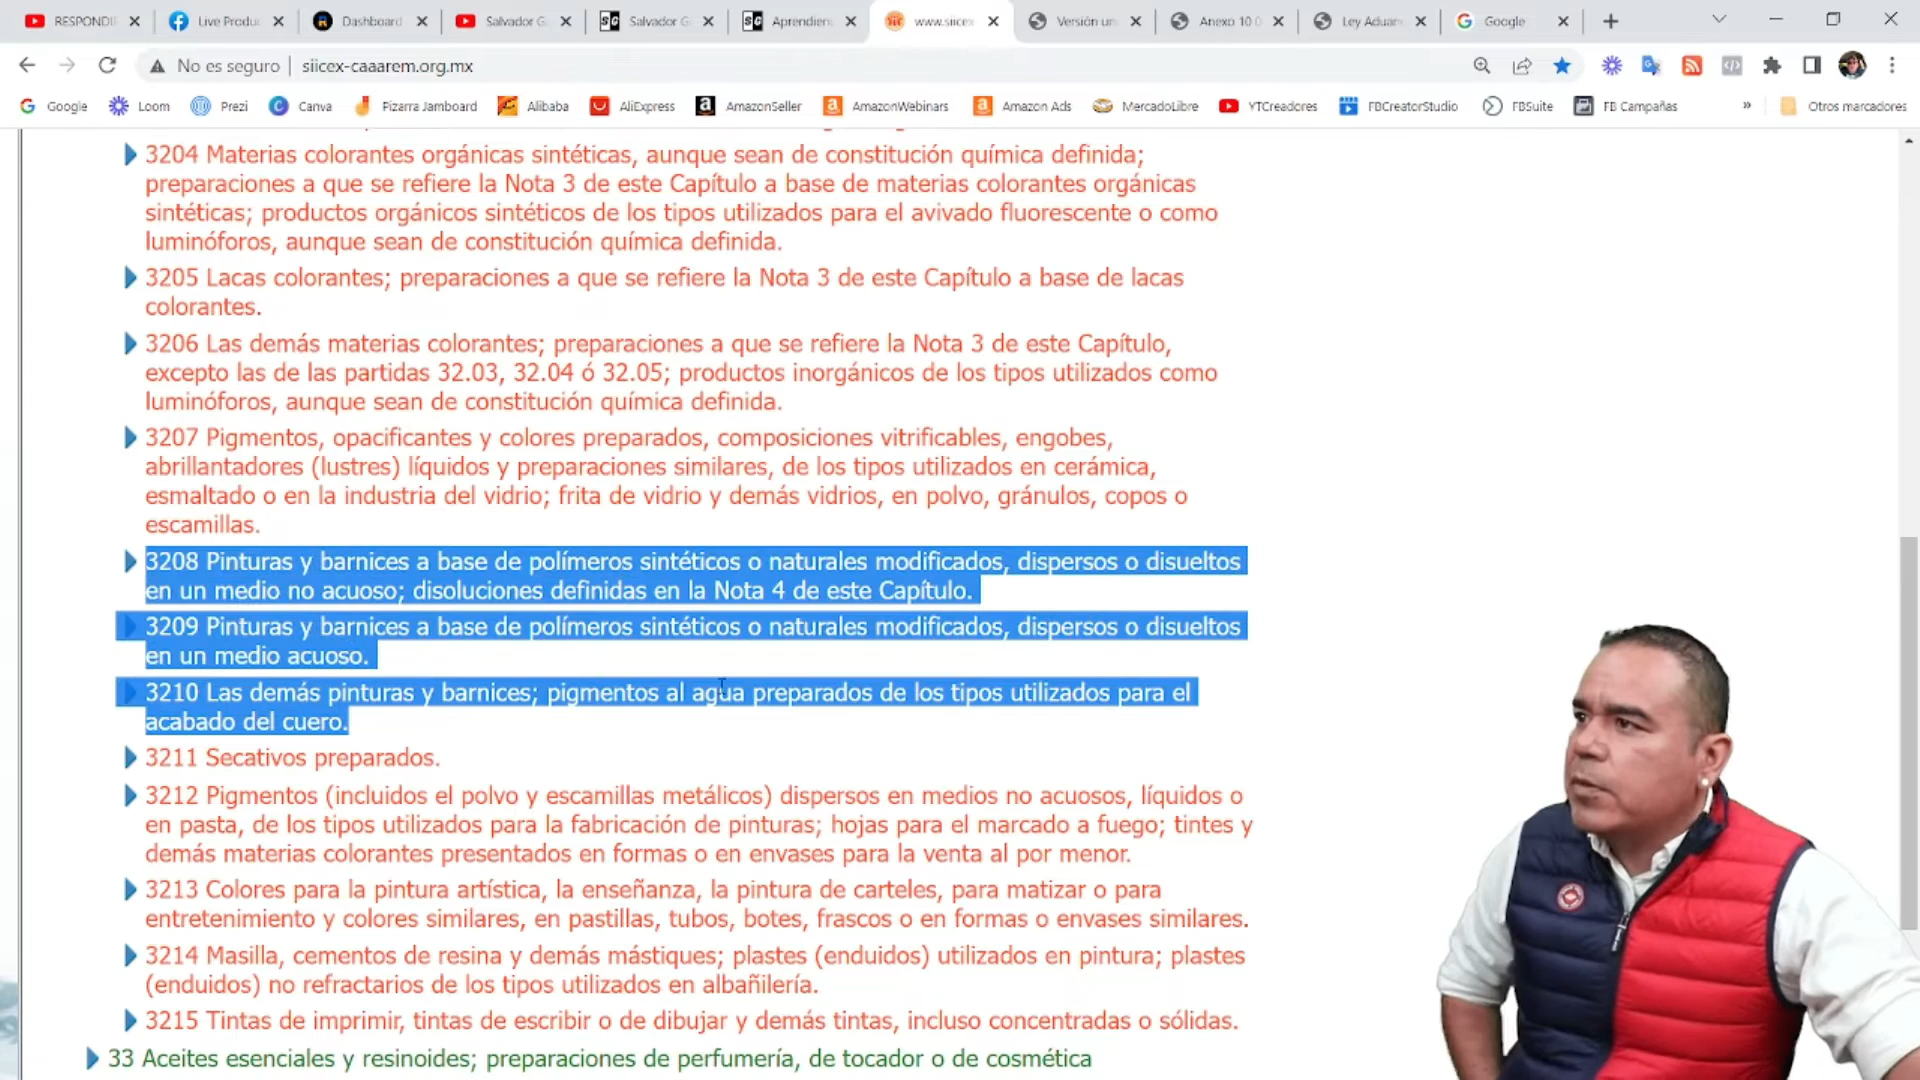 RESPONDI
Live Produ
Dashboard
Salvador G
Salvador G
Aprendien
www.siicex
Versión un
Anexo 10 0
Ley Aduan
Google
No es seguro
siicex-caaarem.org.mx
Google
Loom
Prezi
Canva
Pizarra Jamboard
Alibaba
AliExpress
AmazonSeller
AmazonWebinars
Amazon Ads
MercadoLibre
YTCreadores
FBCreatorStudio
FBSuite
FB Campañas
»
Otros marcadores
3204 Materias colorantes orgánicas sintéticas, aunque sean de constitución química definida;
preparaciones a que se refiere la Nota 3 de este Capítulo a base de materias colorantes orgánicas
sintéticas; productos orgánicos sintéticos de los tipos utilizados para el avivado fluorescente o como
luminóforos, aunque sean de constitución química definida.
3205 Lacas colorantes; preparaciones a que se refiere la Nota 3 de este Capítulo a base de lacas
colorantes.
3206 Las demás materias colorantes; preparaciones a que se refiere la Nota 3 de este Capítulo,
excepto las de las partidas 32.03, 32.04 ó 32.05; productos inorgánicos de los tipos utilizados como
luminóforos, aunque sean de constitución química definida.
3207 Pigmentos, opacificantes y colores preparados, composiciones vitrificables, engobes,
abrillantadores (lustres) líquidos y preparaciones similares, de los tipos utilizados en cerámica,
esmaltado o en la industria del vidrio; frita de vidrio y demás vidrios, en polvo, gránulos, copos o
escamillas.
3208 Pinturas y barnices a base de polímeros sintéticos o naturales modificados, dispersos o disueltos
en un medio no acuoso; disoluciones definidas en la Nota 4 de este Capítulo.
3209 Pinturas y barnices a base de polímeros sintéticos o naturales modificados, dispersos o disueltos
en un medio acuoso.
3210 Las demás pinturas y barnices; pigmentos al agua preparados de los tipos utilizados para el
acabado del cuero.
3211 Secativos preparados.
3212 Pigmentos (incluidos el polvo y escamillas metálicos) dispersos en medios no acuosos, líquidos o
en pasta, de los tipos utilizados para la fabricación de pinturas; hojas para el marcado a fuego; tintes y
demás materias colorantes presentados en formas o en envases para la venta al por menor.
3213 Colores para la pintura artística, la enseñanza, la pintura de carteles, para matizar o para
entretenimiento y colores similares, en pastillas, tubos, botes, frascos o en formas o envases similares.
3214 Masilla, cementos de resina y demás mástiques; plastes (enduidos) utilizados en pintura; plastes
(enduidos) no refractarios de los tipos utilizados en albañilería.
3215 Tintas de imprimir, tintas de escribir o de dibujar y demás tintas, incluso concentradas o sólidas.
33 Aceites esenciales y resinoides; preparaciones de perfumería, de tocador o de cosmética